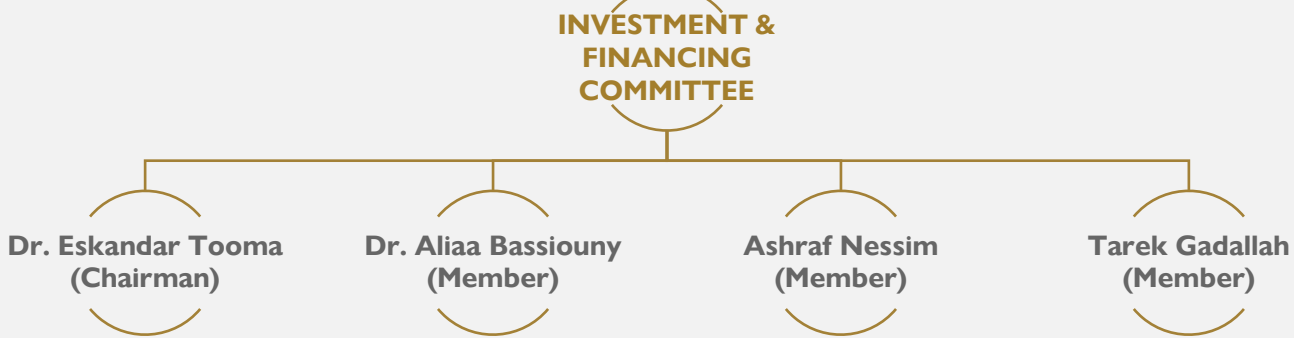 INVESTMENT &
FINANCING
COMMITTEE
Dr. Eskandar Tooma
(Chairman)
Dr. Aliaa Bassiouny
(Member)
Ashraf Nessim
(Member)
Tarek Gadallah
(Member)